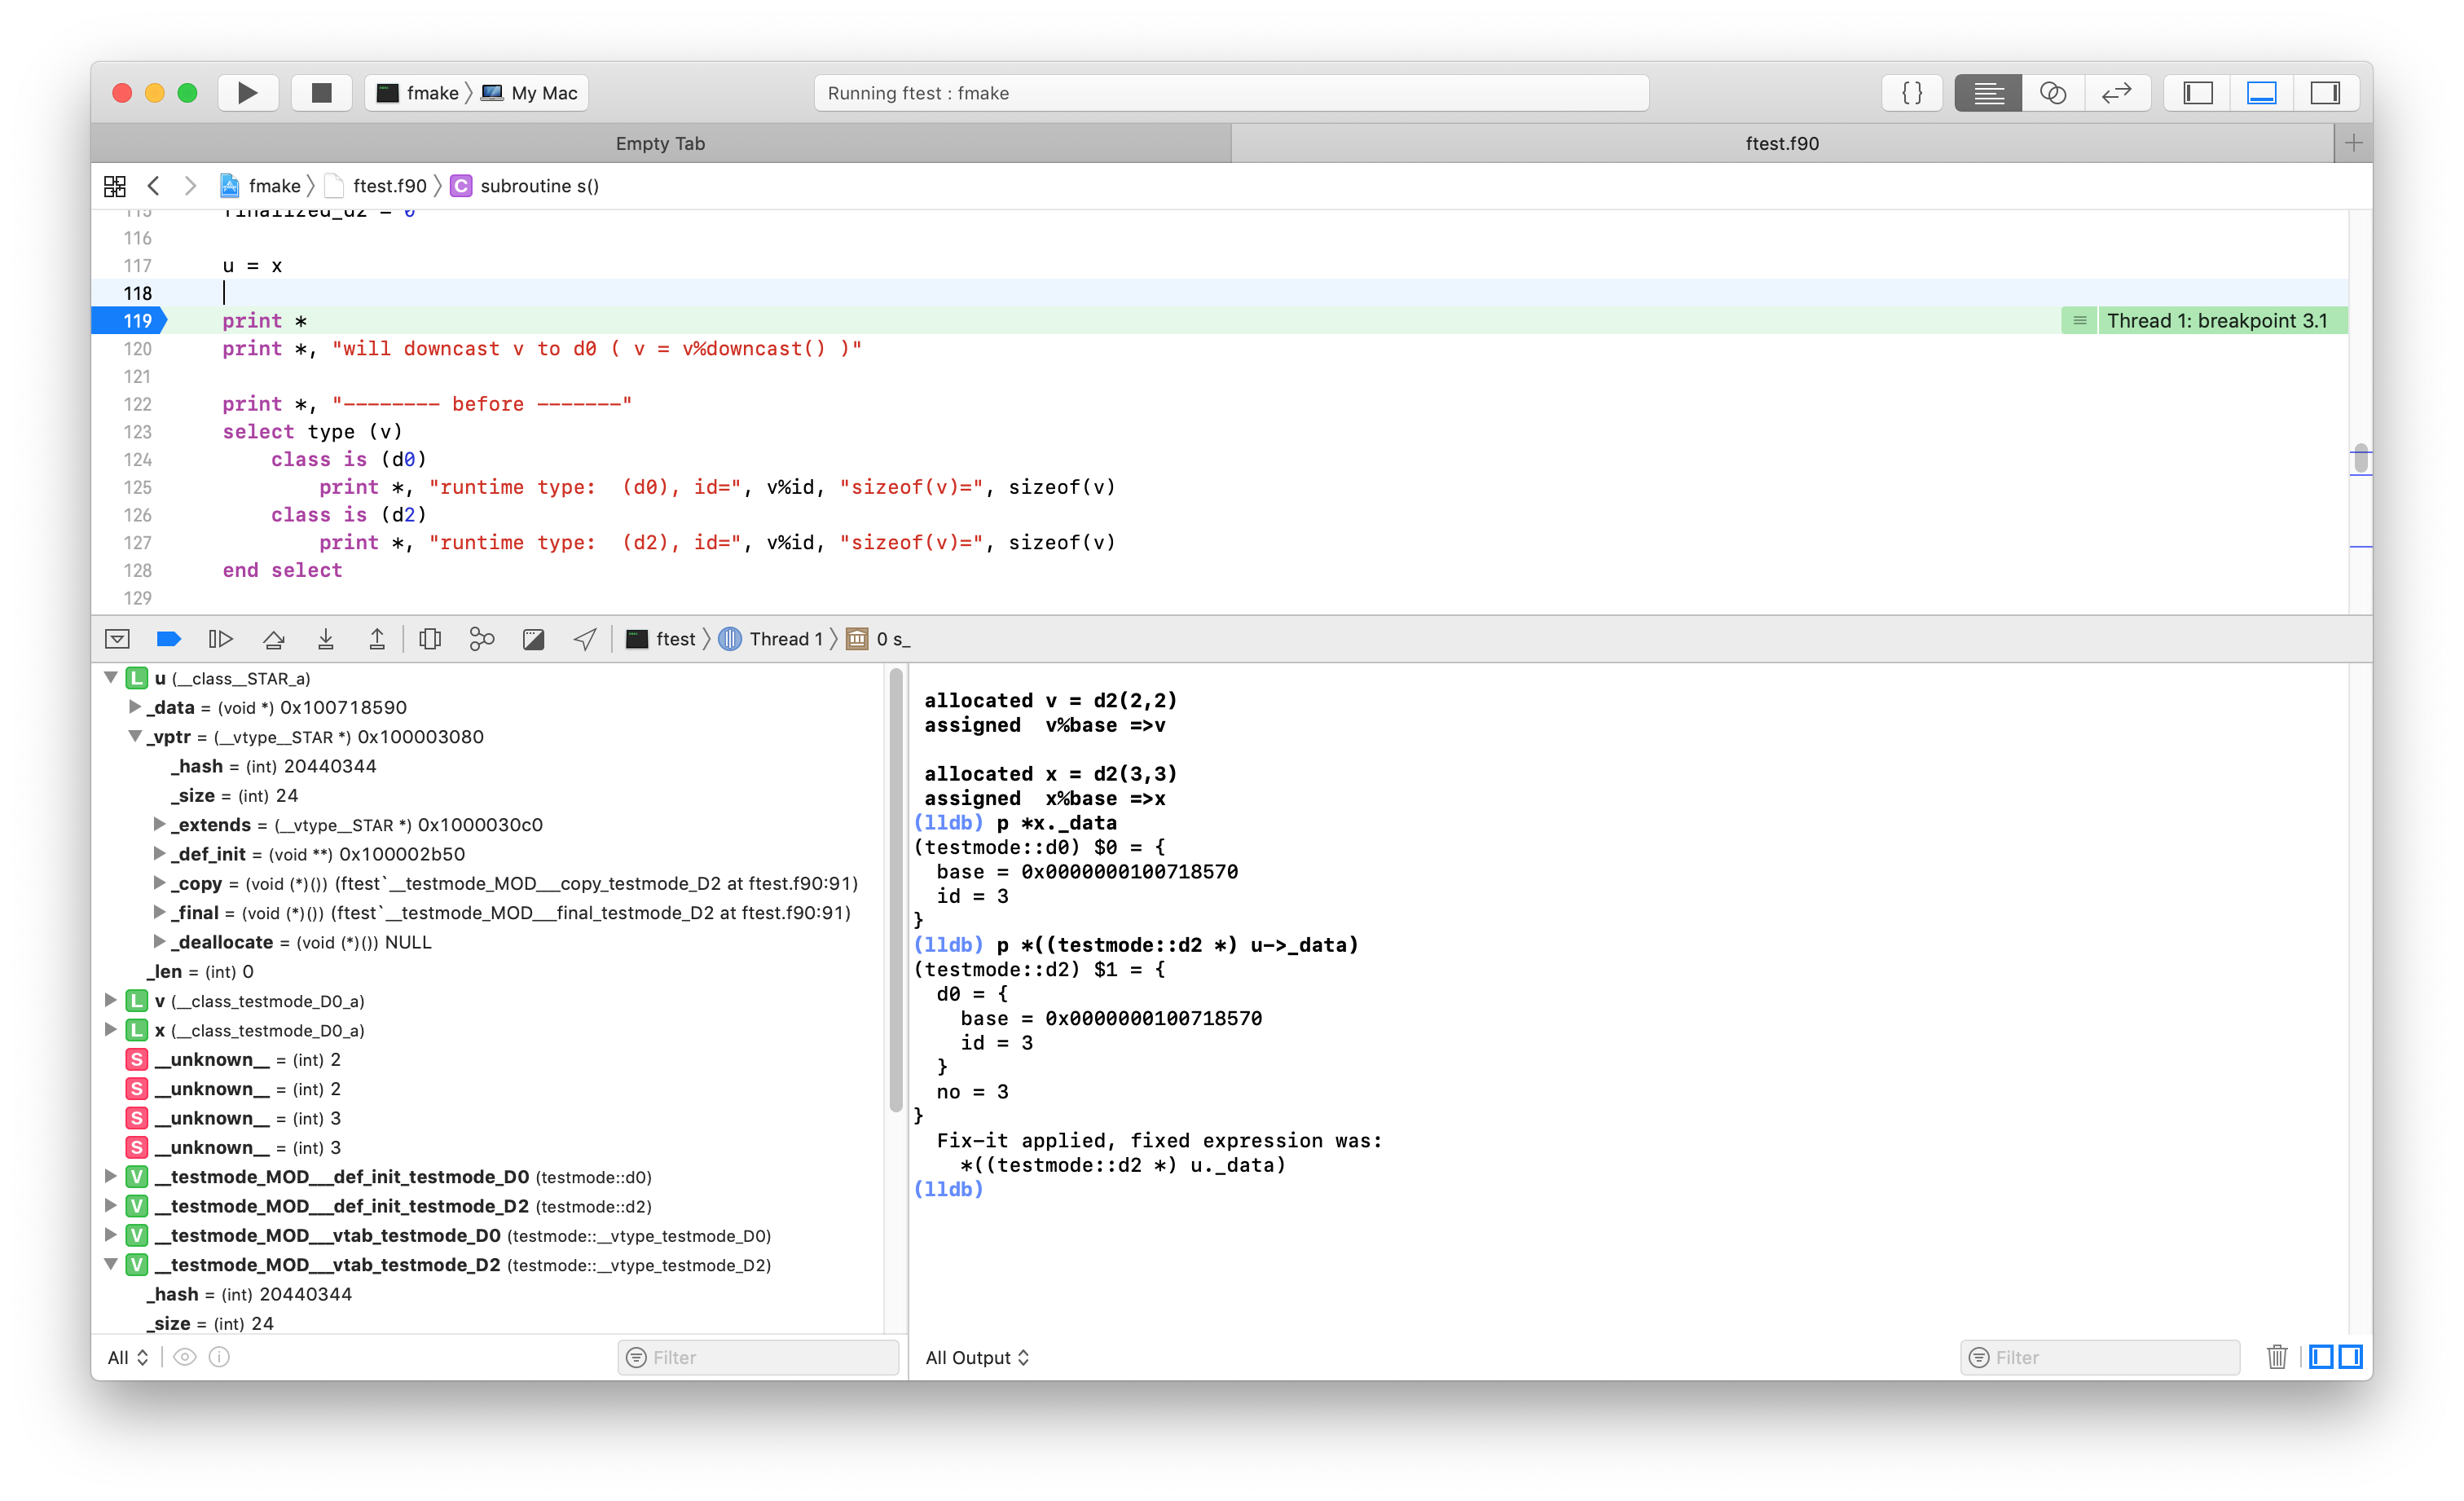 fmake 〉 My Mac
Running ftest : fmake
{ }
Empty Tab
ftest.f90
+
fmake 〉 ftest.f90 〉 C subroutine s()
115 finalized_d2 = 0
116
117 u = x
118
119 print *
Thread 1: breakpoint 3.1
120 print *, "will downcast v to d0 ( v = v%downcast() )"
121
122 print *, "-------- before -------"
123 select type (v)
124 class is (d0)
125 print *, "runtime type:  (d0), id=", v%id, "sizeof(v)=", sizeof(v)
126 class is (d2)
127 print *, "runtime type:  (d2), id=", v%id, "sizeof(v)=", sizeof(v)
128 end select
129
ftest 〉 Thread 1 〉 0 s_
L u (__class__STAR_a)
_data = (void *) 0x100718590
_vptr = (__vtype__STAR *) 0x100003080
_hash = (int) 20440344
_size = (int) 24
_extends = (__vtype__STAR *) 0x1000030c0
_def_init = (void **) 0x100002b50
_copy = (void (*)()) (ftest`__testmode_MOD___copy_testmode_D2 at ftest.f90:91)
_final = (void (*)()) (ftest`__testmode_MOD___final_testmode_D2 at ftest.f90:91)
_deallocate = (void (*)()) NULL
_len = (int) 0
L v (__class_testmode_D0_a)
L x (__class_testmode_D0_a)
S __unknown__ = (int) 2
S __unknown__ = (int) 2
S __unknown__ = (int) 3
S __unknown__ = (int) 3
V __testmode_MOD___def_init_testmode_D0 (testmode::d0)
V __testmode_MOD___def_init_testmode_D2 (testmode::d2)
V __testmode_MOD___vtab_testmode_D0 (testmode::__vtype_testmode_D0)
V __testmode_MOD___vtab_testmode_D2 (testmode::__vtype_testmode_D2)
_hash = (int) 20440344
_size = (int) 24
All
Filter
allocated v = d2(2,2)
assigned  v%base =>v
allocated x = d2(3,3)
assigned  x%base =>x
(lldb) p *x._data
(testmode::d0) $0 = {
base = 0x0000000100718570
id = 3
}
(lldb) p *((testmode::d2 *) u->_data)
(testmode::d2) $1 = {
d0 = {
base = 0x0000000100718570
id = 3
}
no = 3
}
Fix-it applied, fixed expression was:
*((testmode::d2 *) u._data)
(lldb)
All Output
Filter